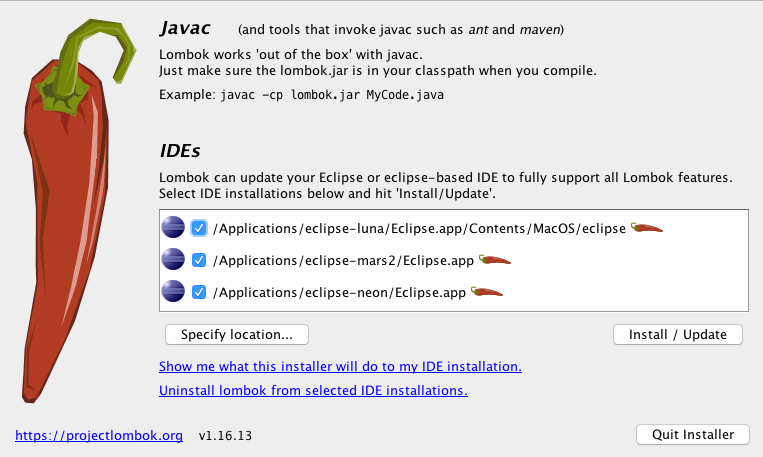 Javac (and tools that invoke javac such as ant and maven)
Lombok works 'out of the box' with javac.
Just make sure the lombok.jar is in your classpath when you compile.
Example: javac -cp lombok.jar MyCode.java
IDEs
Lombok can update your Eclipse or eclipse-based IDE to fully support all Lombok features.
Select IDE installations below and hit 'Install/Update'.
/Applications/eclipse-luna/Eclipse.app/Contents/MacOS/eclipse
/Applications/eclipse-mars2/Eclipse.app
/Applications/eclipse-neon/Eclipse.app
Specify location... Install / Update
Show me what this installer will do to my IDE installation.
Uninstall lombok from selected IDE installations.
https://projectlombok.org v1.16.13 Quit Installer